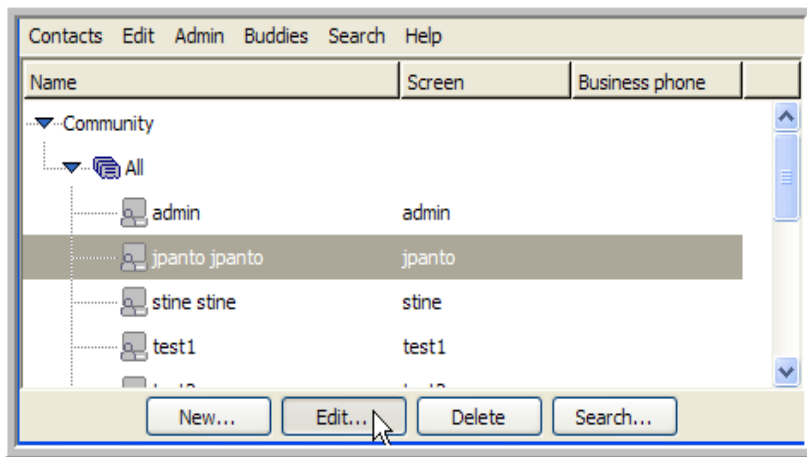 Contacts Edit Admin Buddies Search Help
Name Screen Business phone
Community
All
admin admin
jpanto jpanto jpanto
stine stine stine
test1 test1
New... Edit... Delete Search...